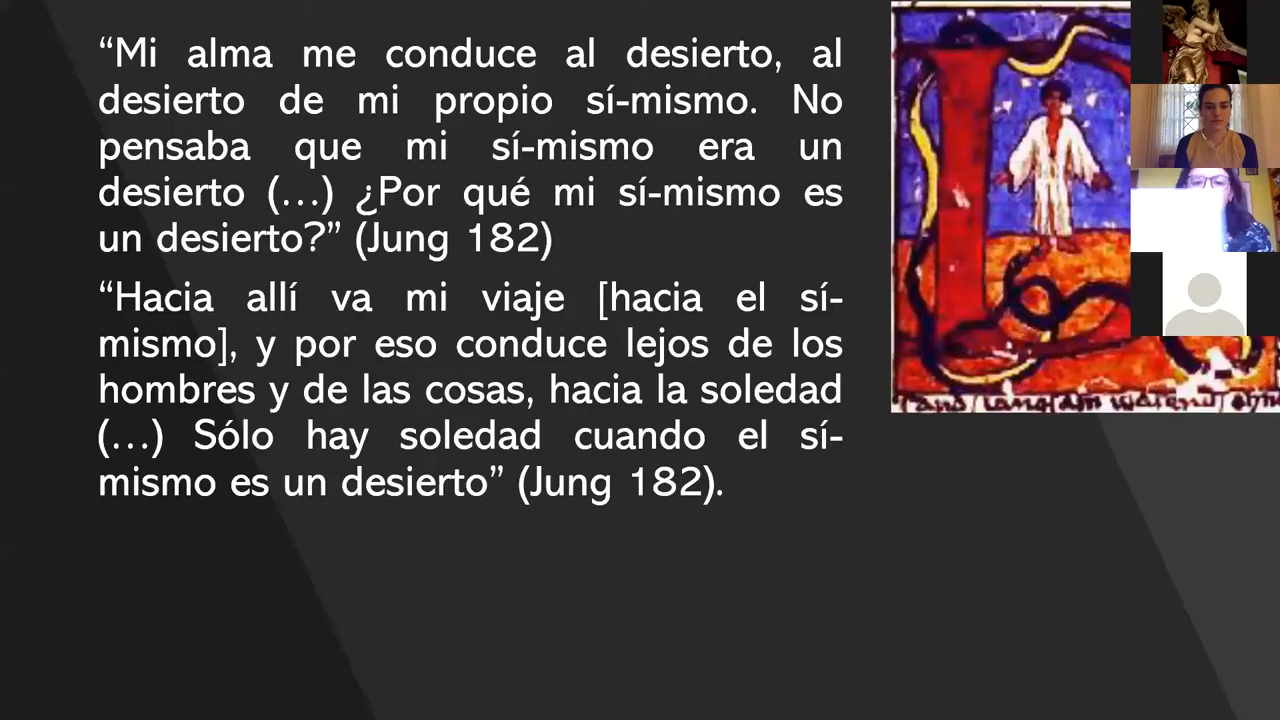 “Mi alma me conduce al desierto, al
desierto de mi propio sí-mismo. No
pensaba que mi sí-mismo era un
desierto (…) ¿Por qué mi sí-mismo es
un desierto?” (Jung 182)
“Hacia allí va mi viaje [hacia el sí-
mismo], y por eso conduce lejos de los
hombres y de las cosas, hacia la soledad
(…) Sólo hay soledad cuando el sí-
mismo es un desierto” (Jung 182).